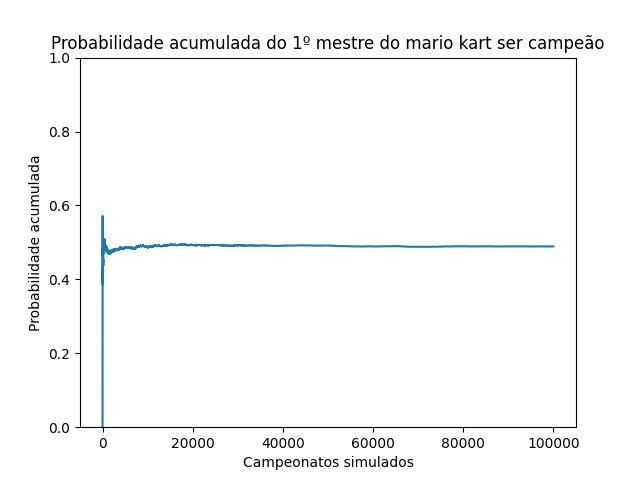 Probabilidade acumulada do 1º mestre do mario kart ser campeão
1.0
0.8
0.6
0.4
0.2
0.0
Probabilidade acumulada
0 20000 40000 60000 80000 100000
Campeonatos simulados